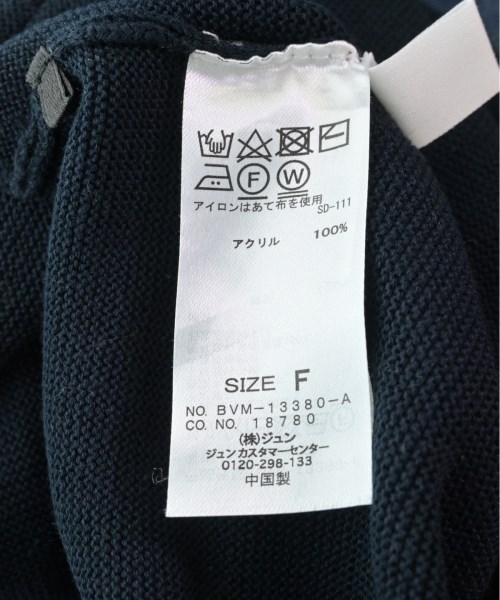 F W
アイロンはあて布を使用
SD-111
アクリル 100%
SIZE F
NO. BVM-13380-A
CO. NO. 18780
(株)ジュン
ジュンカスタマーセンター
0120-298-133
中国製